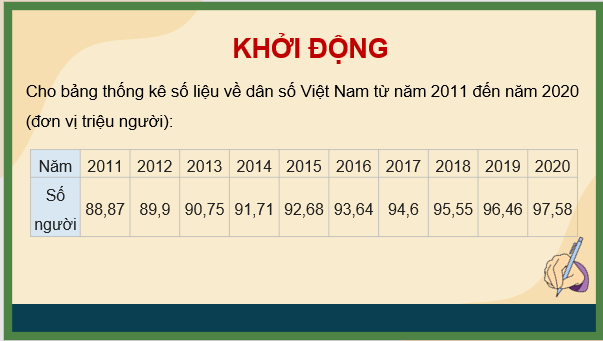 KHỞI ĐỘNG
Cho bảng thống kê số liệu về dân số Việt Nam từ năm 2011 đến năm 2020
(đơn vị triệu người):
Năm 2011 2012 2013 2014 2015 2016 2017 2018 2019 2020
Số
người 88,87 89,9 90,75 91,71 92,68 93,64 94,6 95,55 96,46 97,58